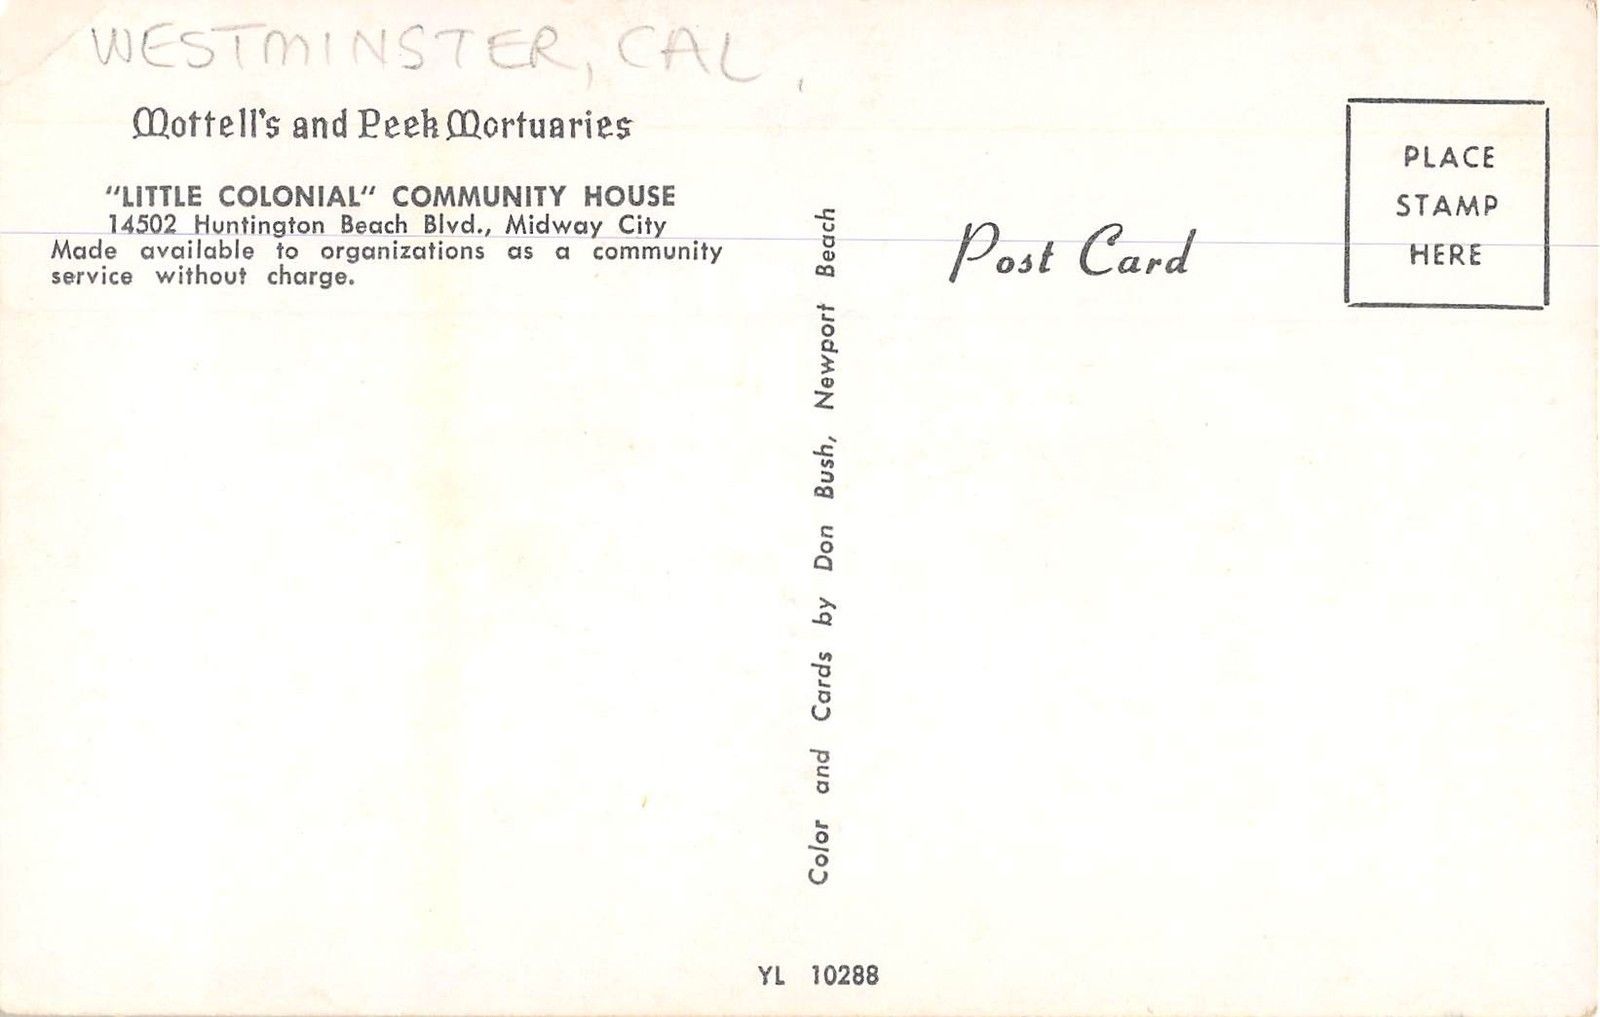 WESTMINSTER, CAL,
Mottell's and Peek Mortuaries
"LITTLE COLONIAL" COMMUNITY HOUSE
14502 Huntington Beach Blvd., Midway City
Made available to organizations as a community
service without charge.
Color and Cards by Don Bush, Newport Beach
Post Card
PLACE
STAMP
HERE
YL 10288